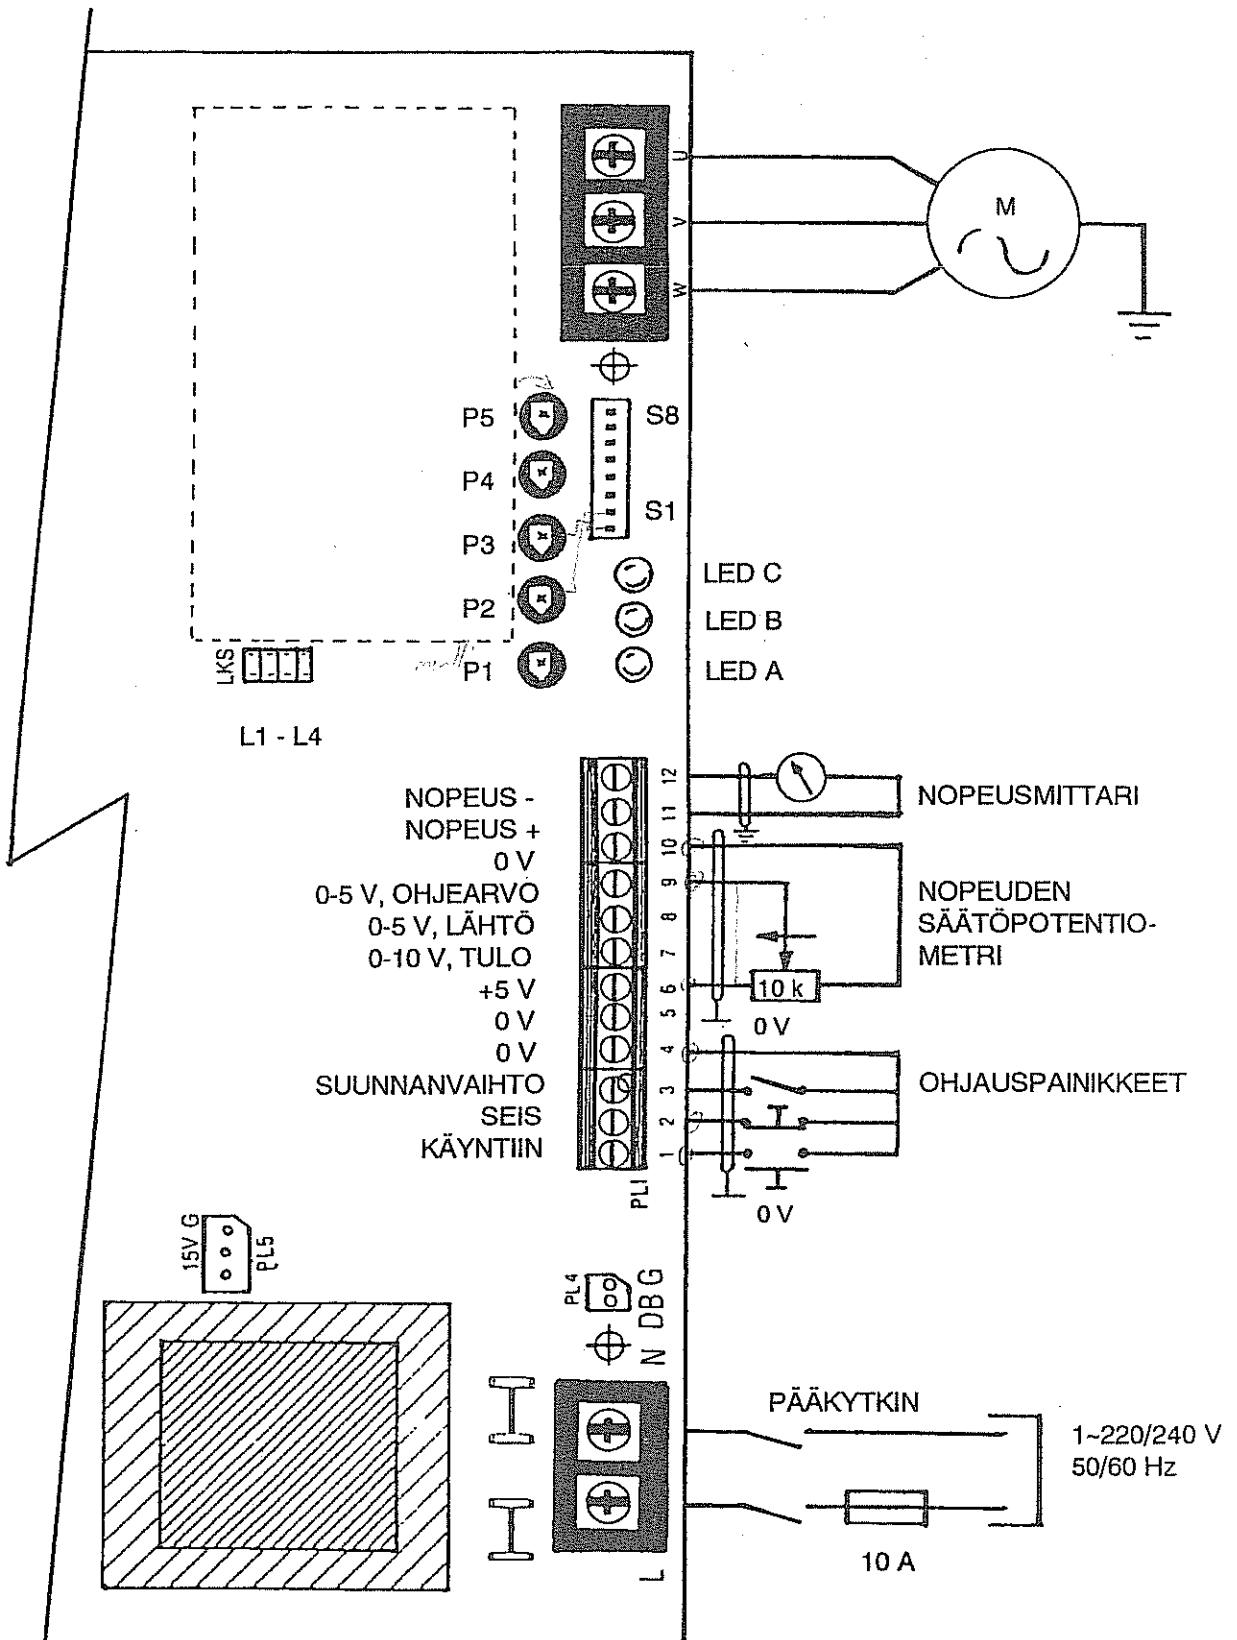 U
M
V
W
P5
S8
P4
S1
P3
LED C
P2
LED B
LKS
P1
LED A
L1 - L4
12
NOPEUS -
NOPEUSMITTARI
11
NOPEUS +
10
0 V
9
0-5 V, OHJEARVO
NOPEUDEN
SÄÄTÖPOTENTIO-
METRI
8
0-5 V, LÄHTÖ
7
0-10 V, TULO
6
+5 V
10 k
5
0 V
0 V
4
0 V
3
SUUNNANVAIHTO
OHJAUSPAINIKKEET
2
SEIS
1
KÄYNTIIN
PL1
0 V
15V G
PL5
PL4
N DB G
PÄÄKYTKIN
1~220/240 V
50/60 Hz
10 A
L